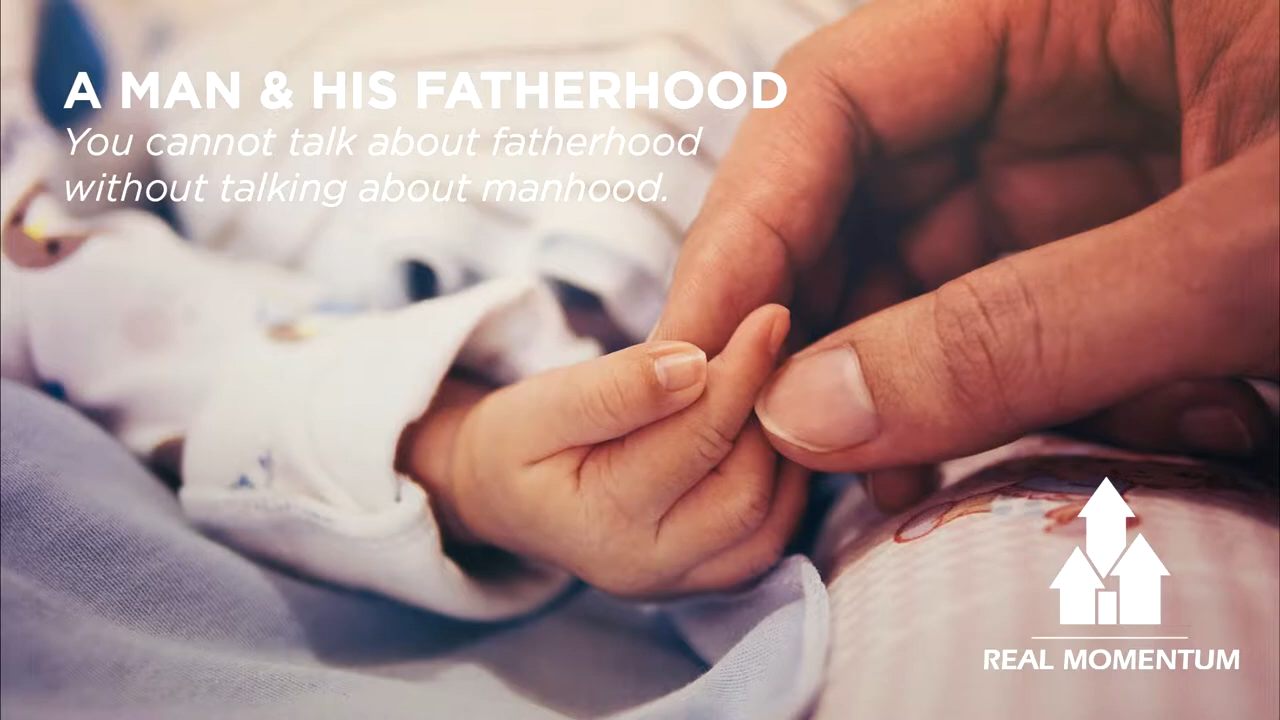 A MAN & HIS FATHERHOOD
You cannot talk about fatherhood
without talking about manhood.
REAL MOMENTUM